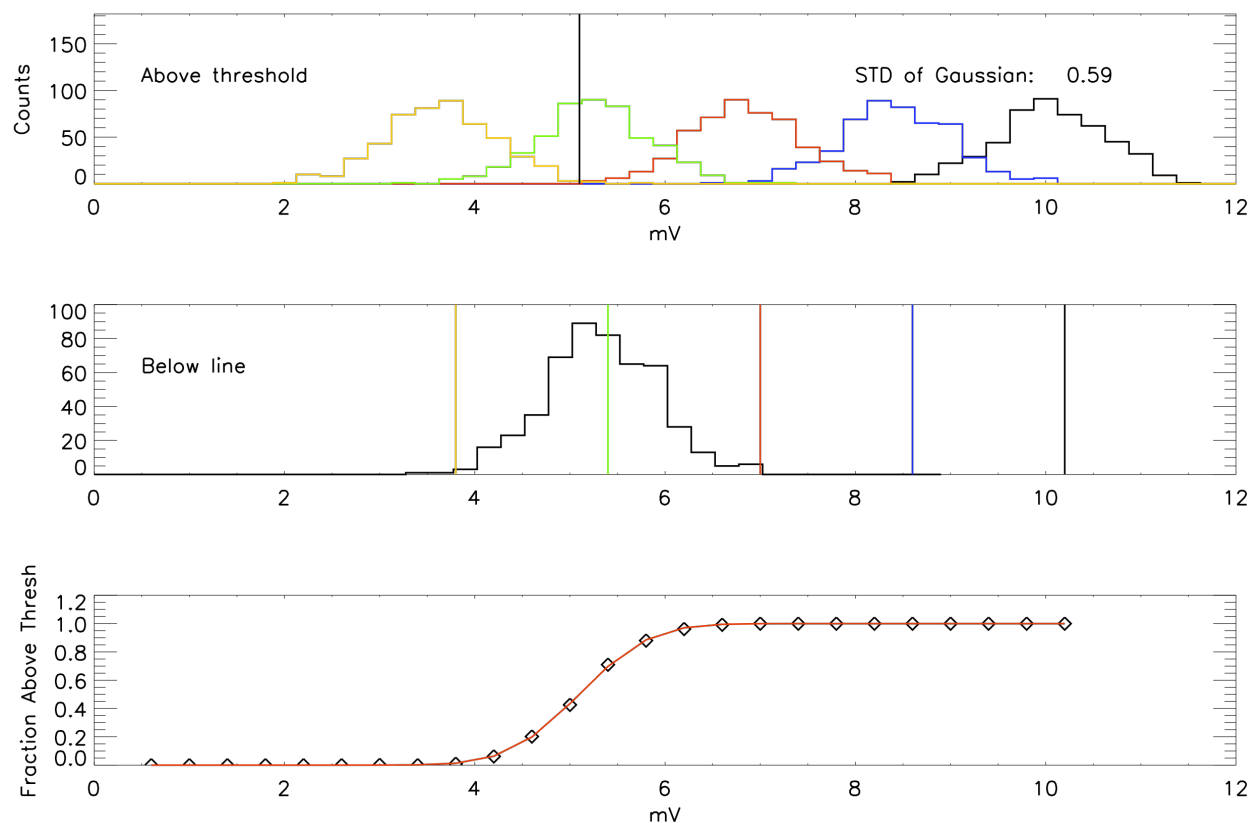 150
100
50
0
Counts
Above threshold
STD of Gaussian: 0.59
0 2 4 6 8 10 12
mV
100
80
60
40
20
0
Below line
0 2 4 6 8 10 12
1.2
1.0
0.8
0.6
0.4
0.2
0.0
Fraction Above Thresh
0 2 4 6 8 10 12
mV